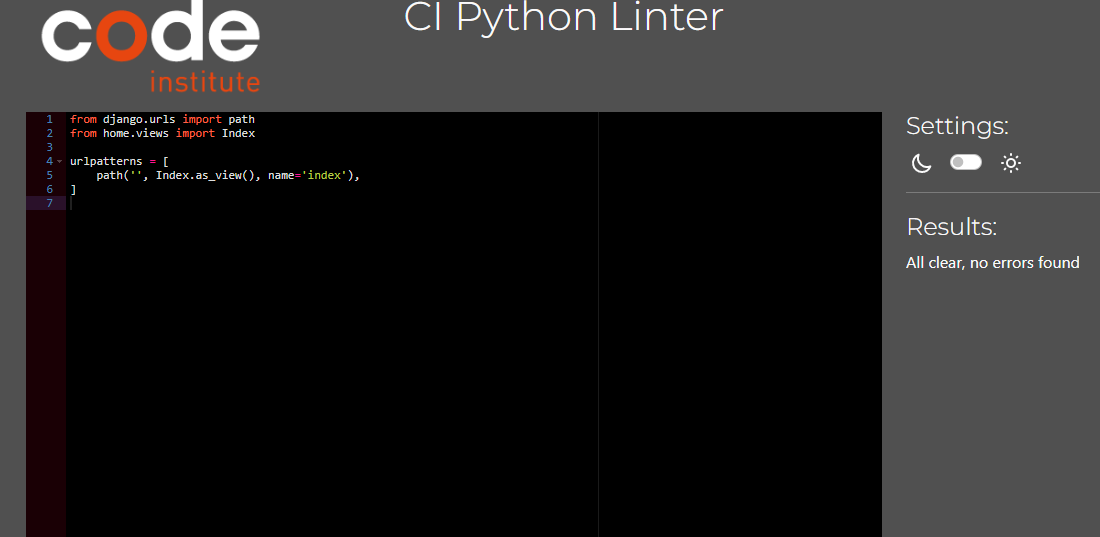 code
institute
CI Python Linter
1 from django.urls import path
2 from home.views import Index
3
4 urlpatterns = [
5     path('', Index.as_view(), name='index'),
6 ]
7
Settings:
Results:
All clear, no errors found